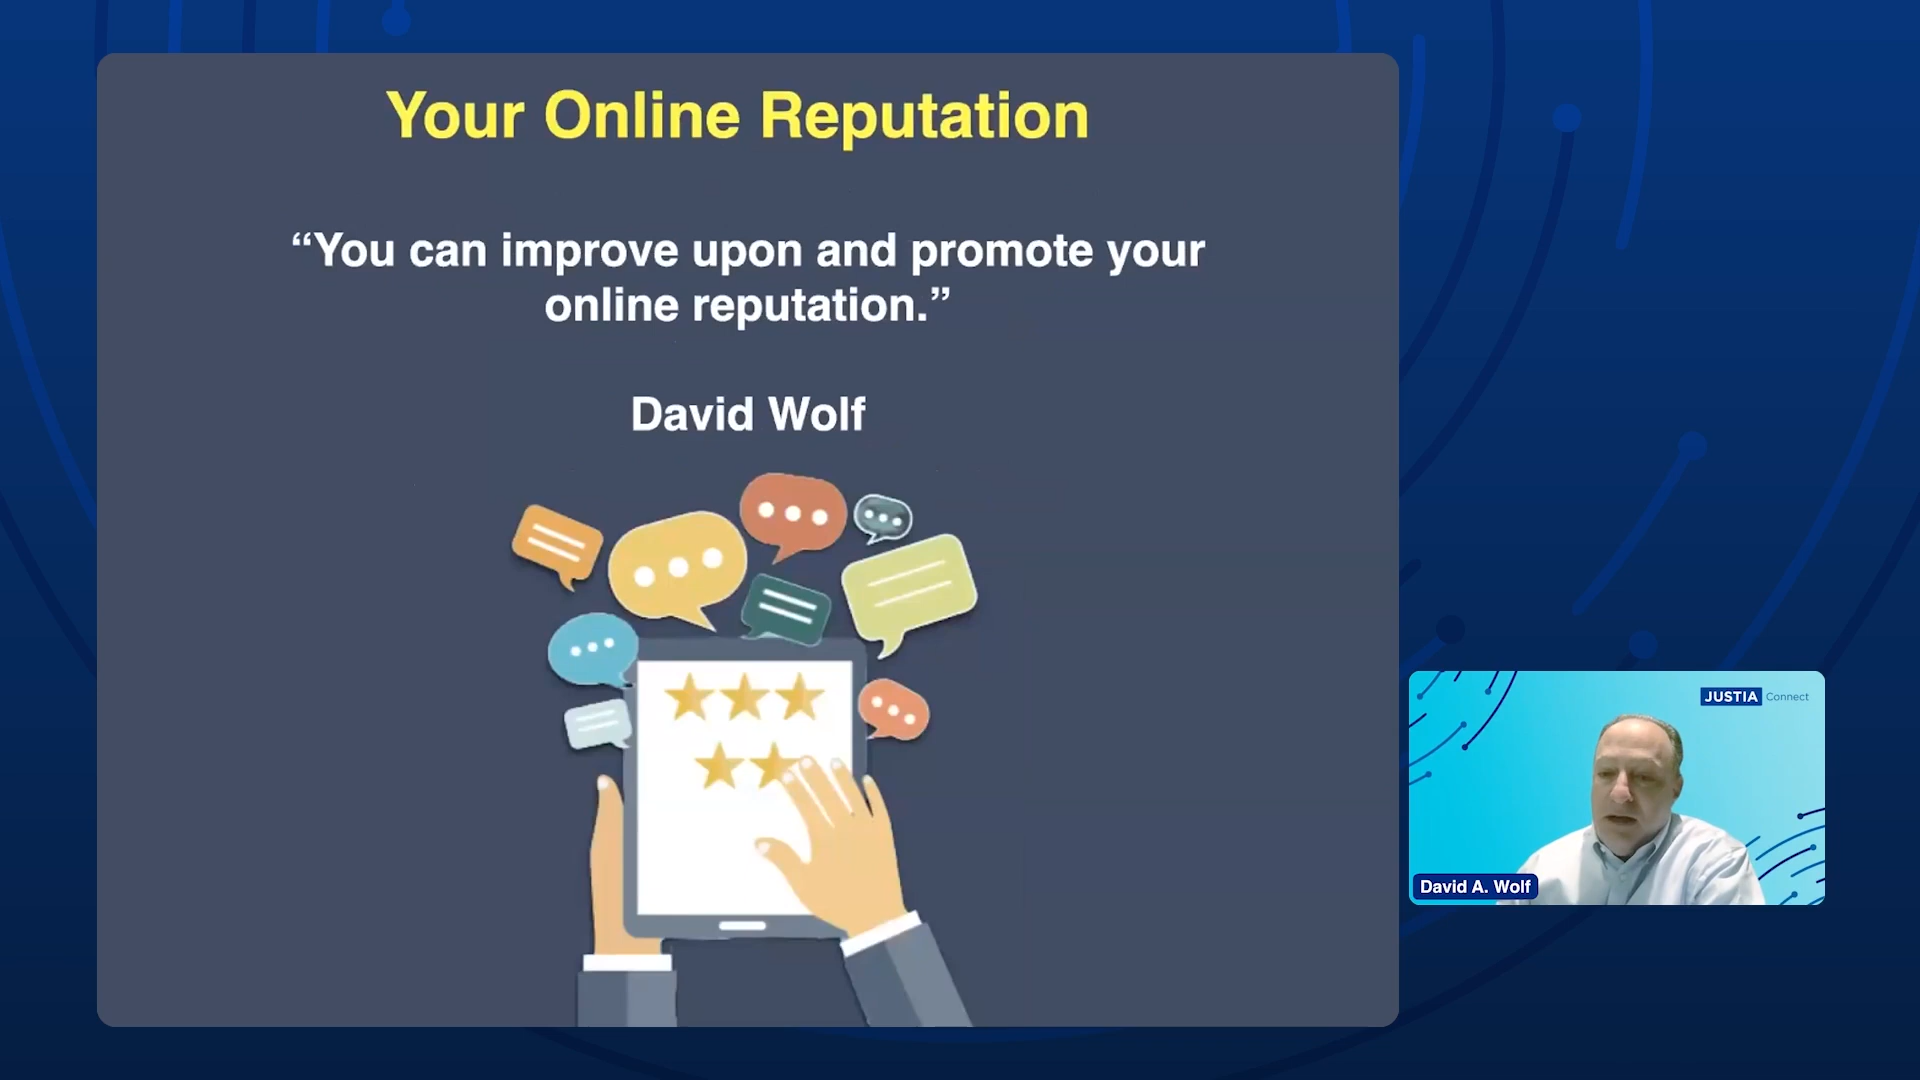 Your Online Reputation
“You can improve upon and promote your
online reputation.”
David Wolf
JUSTIA Connect
David A. Wolf